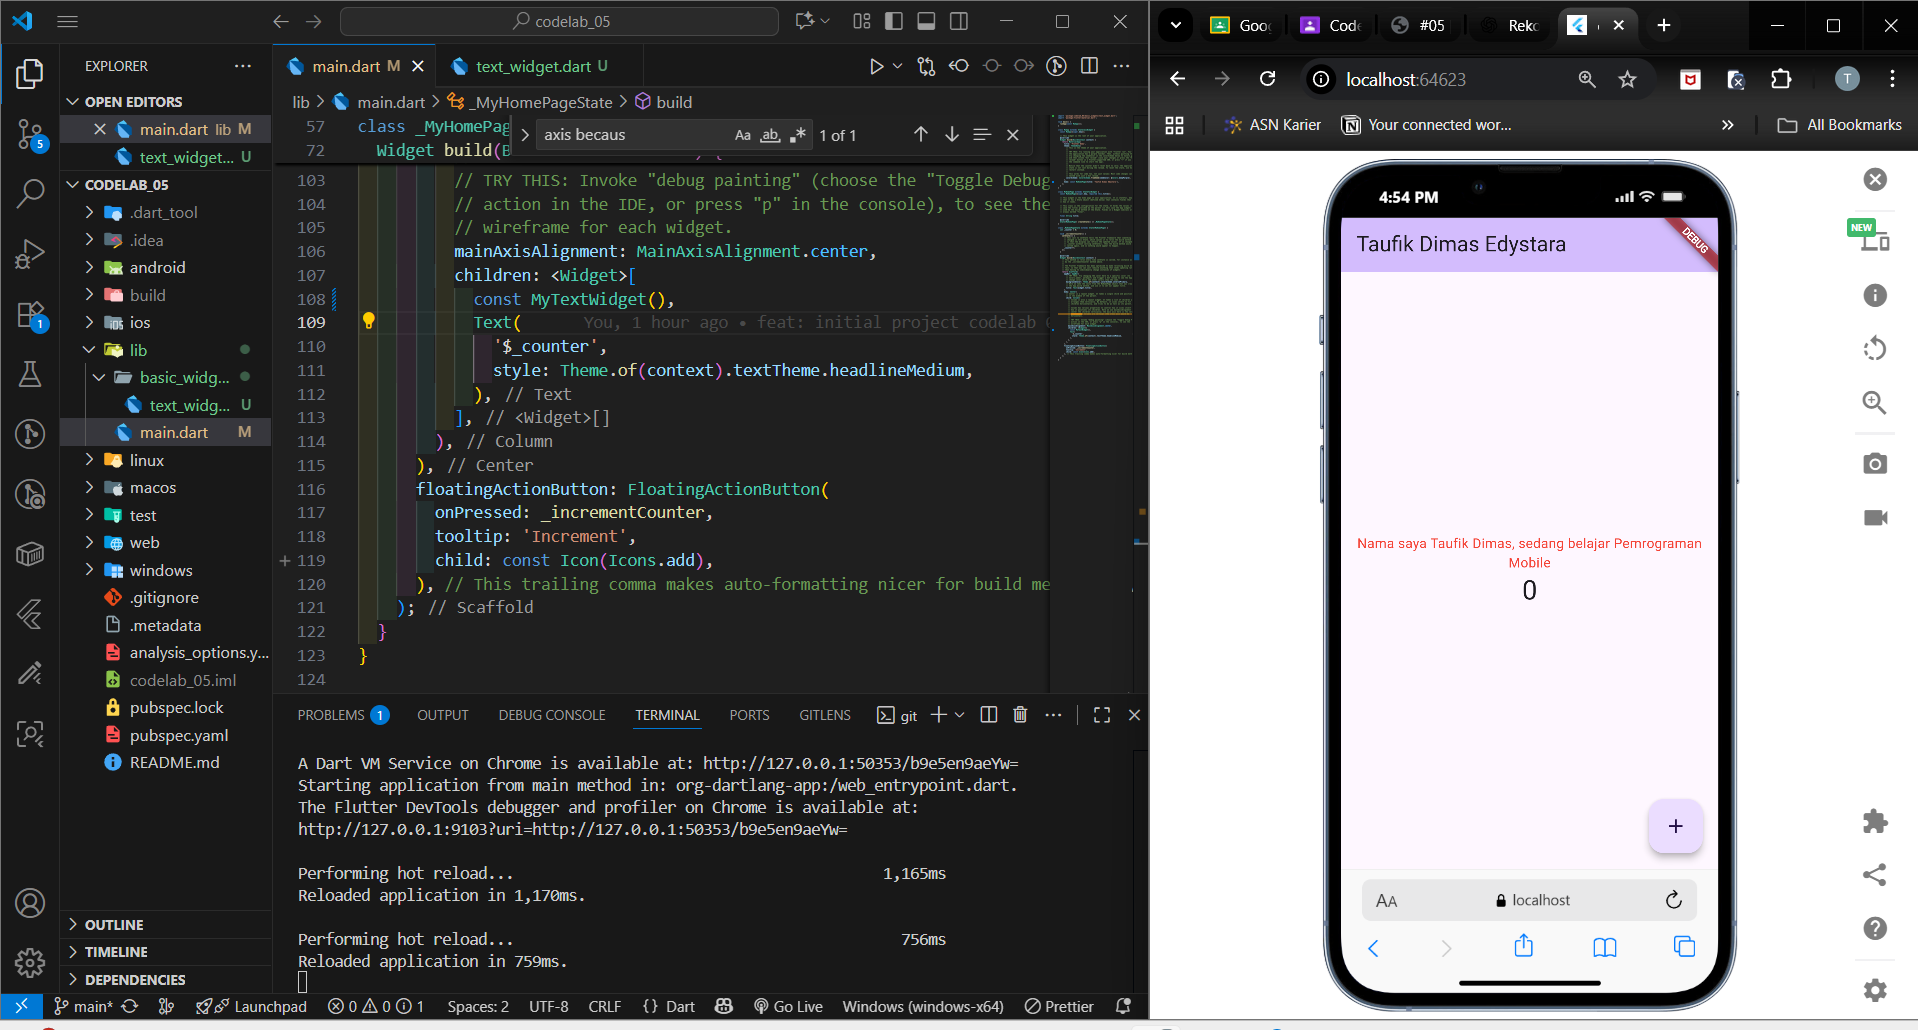 codelab_05
EXPLORER
OPEN EDITORS
main.dart lib M
text_widget... U
CODELAB_05
.dart_tool
.idea
android
build
ios
lib
basic_widg...
text_widg... U
main.dart M
linux
macos
test
web
windows
.gitignore
.metadata
analysis_options.y...
codelab_05.iml
pubspec.lock
pubspec.yaml
README.md
OUTLINE
TIMELINE
DEPENDENCIES
5
1
main.dart M
text_widget.dart U
lib > main.dart > _MyHomePageState > build
axis becaus
Aa ab .* 1 of 1
57 class _MyHomePag
72 Widget build(B
103 // TRY THIS: Invoke "debug painting" (choose the "Toggle Debug
104 // action in the IDE, or press "p" in the console), to see the
105 // wireframe for each widget.
106 mainAxisAlignment: MainAxisAlignment.center,
107 children: <Widget>[
108 const MyTextWidget(),
109 Text( You, 1 hour ago • feat: initial project codelab
110 '$_counter',
111 style: Theme.of(context).textTheme.headlineMedium,
112 ), // Text
113 ], // <Widget>[]
114 ), // Column
115 ), // Center
116 floatingActionButton: FloatingActionButton(
117 onPressed: _incrementCounter,
118 tooltip: 'Increment',
119 child: const Icon(Icons.add),
120 ), // This trailing comma makes auto-formatting nicer for build me
121 ); // Scaffold
122 }
123 }
124
PROBLEMS 1 OUTPUT DEBUG CONSOLE TERMINAL PORTS GITLENS git
A Dart VM Service on Chrome is available at: http://127.0.0.1:50353/b9e5en9aeYw=
Starting application from main method in: org-dartlang-app:/web_entrypoint.dart.
The Flutter DevTools debugger and profiler on Chrome is available at:
http://127.0.0.1:9103?uri=http://127.0.0.1:50353/b9e5en9aeYw=
Performing hot reload... 1,165ms
Reloaded application in 1,170ms.
Performing hot reload... 756ms
Reloaded application in 759ms.
main* Launchpad 0 0 1 Spaces: 2 UTF-8 CRLF {} Dart Go Live Windows (windows-x64) Prettier
Goo Code #05 Reko
localhost:64623
T
ASN Karier Your connected wor... » All Bookmarks
4:54 PM
Taufik Dimas Edystara
DEBUG
Nama saya Taufik Dimas, sedang belajar Pemrograman
Mobile
0
+
AA localhost
NEW